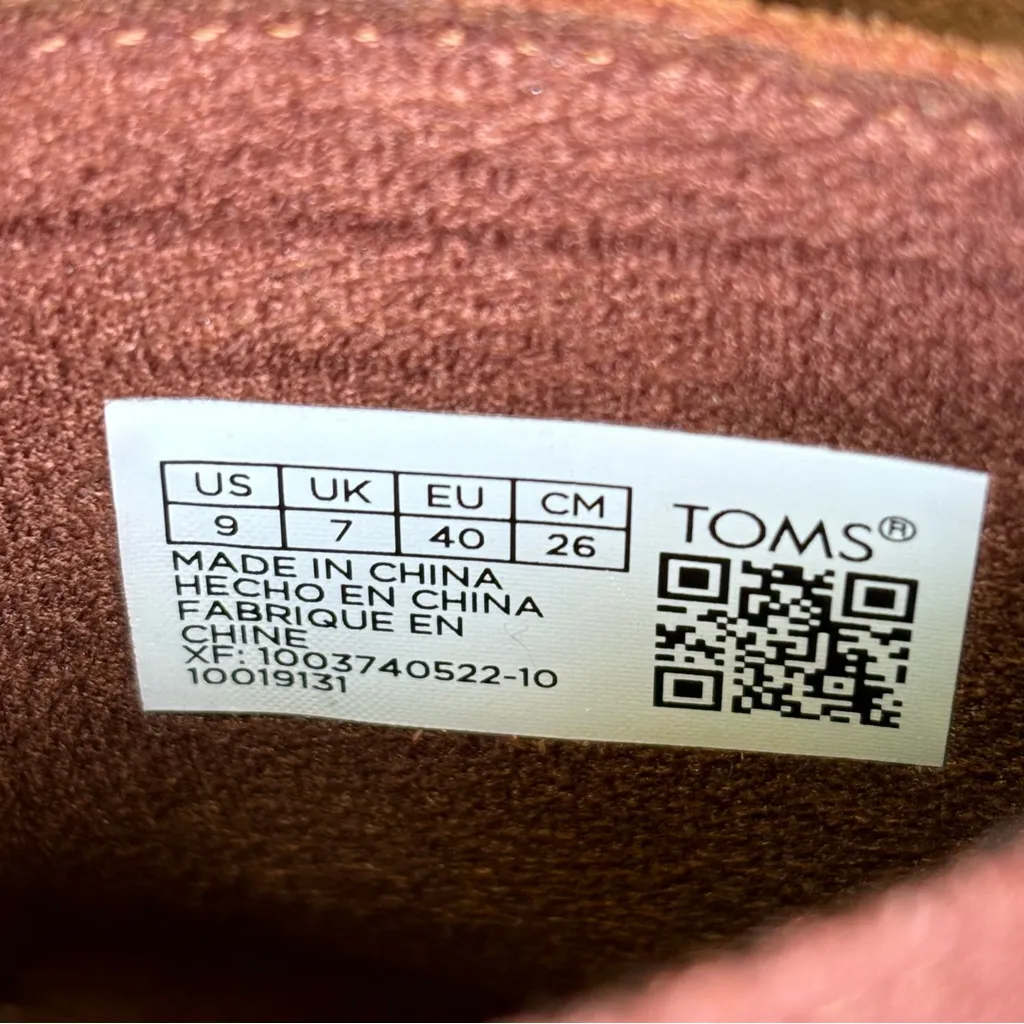 US UK EU CM
9 7 40 26
MADE IN CHINA
HECHO EN CHINA
FABRIQUE EN
CHINE
XF: 1003740522-10
10019131
TOMS®